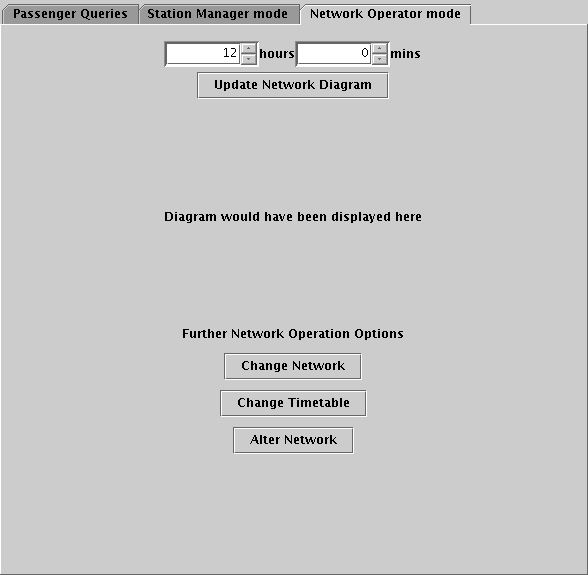 Passenger Queries Station Manager mode Network Operator mode
12 hours 0 mins
Update Network Diagram
Diagram would have been displayed here
Further Network Operation Options
Change Network
Change Timetable
Alter Network